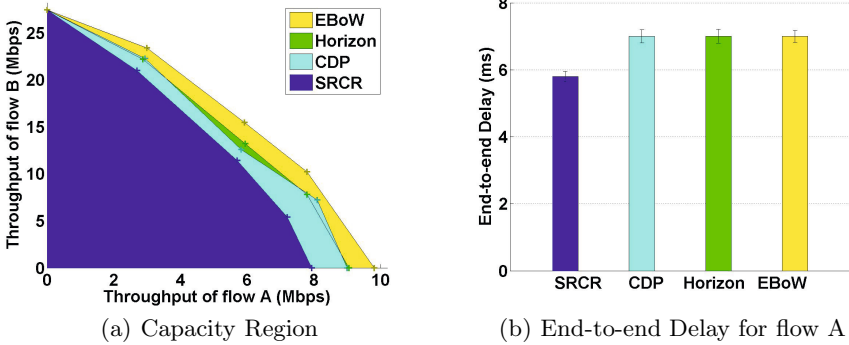 EBoW
Horizon
CDP
SRCR
Throughput of flow B (Mbps)
25
20
15
10
5
0
0 2 4 6 8 10
Throughput of flow A (Mbps)
(a) Capacity Region
End-to-end Delay (ms)
8
6
4
2
0
SRCR CDP Horizon EBoW
(b) End-to-end Delay for flow A